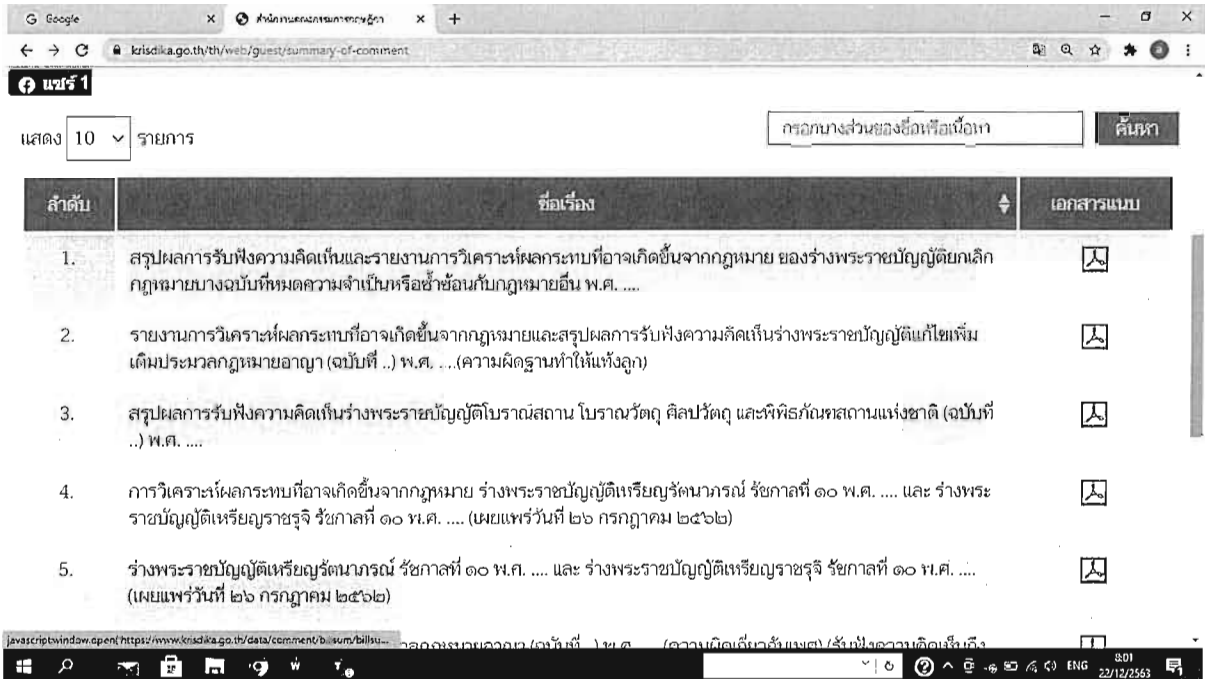 Google
สำนักงานคณะกรรมการกฤษฎีกา
krisdika.go.th/th/web/guest/summary-of-comment
แชร์ 1
แสดง 10 รายการ
กรอกบางส่วนของชื่อหรือเนื้อหา
ค้นหา
ลำดับ ชื่อเรื่อง เอกสารแนบ
1. สรุปผลการรับฟังความคิดเห็นและรายงานการวิเคราะห์ผลกระทบที่อาจเกิดขึ้นจากกฎหมาย ของร่างพระราชบัญญัติยกเลิก
กฎหมายบางฉบับที่หมดความจำเป็นหรือซ้ำซ้อนกับกฎหมายอื่น พ.ศ. ....
2. รายงานการวิเคราะห์ผลกระทบที่อาจเกิดขึ้นจากกฎหมายและสรุปผลการรับฟังความคิดเห็นร่างพระราชบัญญัติแก้ไขเพิ่ม
เติมประมวลกฎหมายอาญา (ฉบับที่ ..) พ.ศ. ....(ความผิดฐานทำให้แท้งลูก)
3. สรุปผลการรับฟังความคิดเห็นร่างพระราชบัญญัติโบราณสถาน โบราณวัตถุ ศิลปวัตถุ และพิพิธภัณฑสถานแห่งชาติ (ฉบับที่
..) พ.ศ. ....
4. การวิเคราะห์ผลกระทบที่อาจเกิดขึ้นจากกฎหมาย ร่างพระราชบัญญัติเหรียญรัตนาภรณ์ รัชกาลที่ ๑๐ พ.ศ. .... และ ร่างพระ
ราชบัญญัติเหรียญราชรุจิ รัชกาลที่ ๑๐ พ.ศ. .... (เผยแพร่วันที่ ๒๖ กรกฎาคม ๒๕๖๒)
5. ร่างพระราชบัญญัติเหรียญรัตนาภรณ์ รัชกาลที่ ๑๐ พ.ศ. .... และ ร่างพระราชบัญญัติเหรียญราชรุจิ รัชกาลที่ ๑๐ พ.ศ. ....
(เผยแพร่วันที่ ๒๖ กรกฎาคม ๒๕๖๒)
javascript:window.open('https://www.krisdika.go.th/data/comment/billsum/billsu...
ENG
8:01
22/12/2563